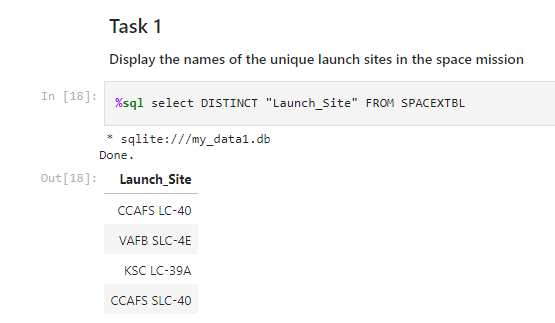 Task 1
Display the names of the unique launch sites in the space mission
In [18]: %sql select DISTINCT "Launch_Site" FROM SPACEXTBL
* sqlite:///my_data1.db
Done.
Out[18]: Launch_Site
CCAFS LC-40
VAFB SLC-4E
KSC LC-39A
CCAFS SLC-40